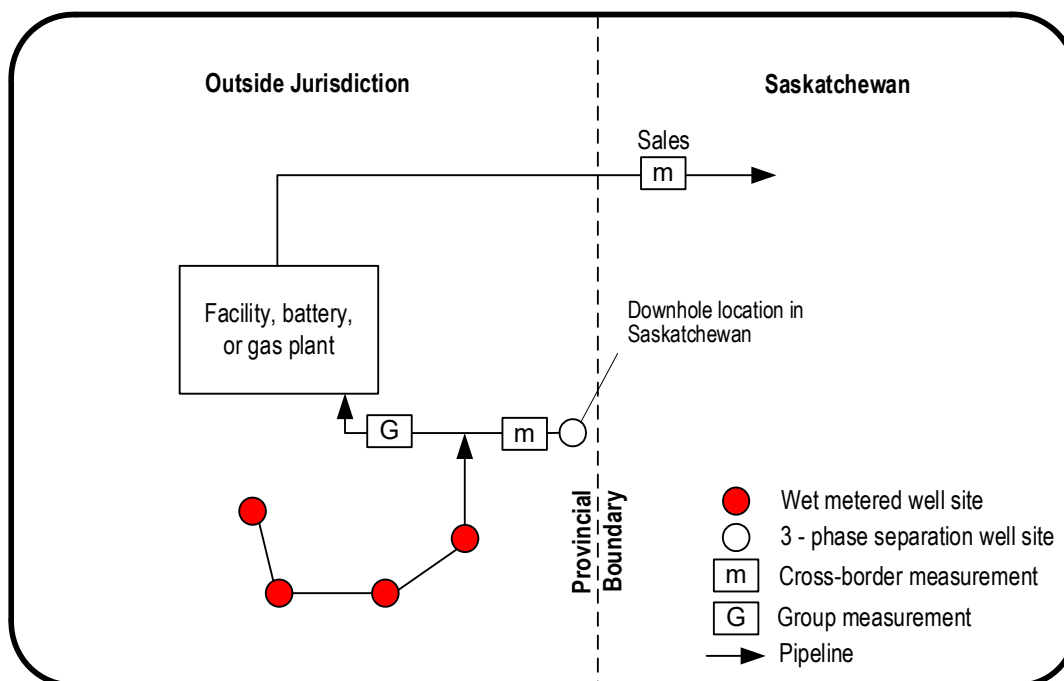 Outside Jurisdiction
Saskatchewan
Sales
m
Facility, battery,
or gas plant
Downhole location in
Saskatchewan
G
m
Provincial
Boundary
Wet metered well site
3 - phase separation well site
m
Cross-border measurement
G
Group measurement
Pipeline